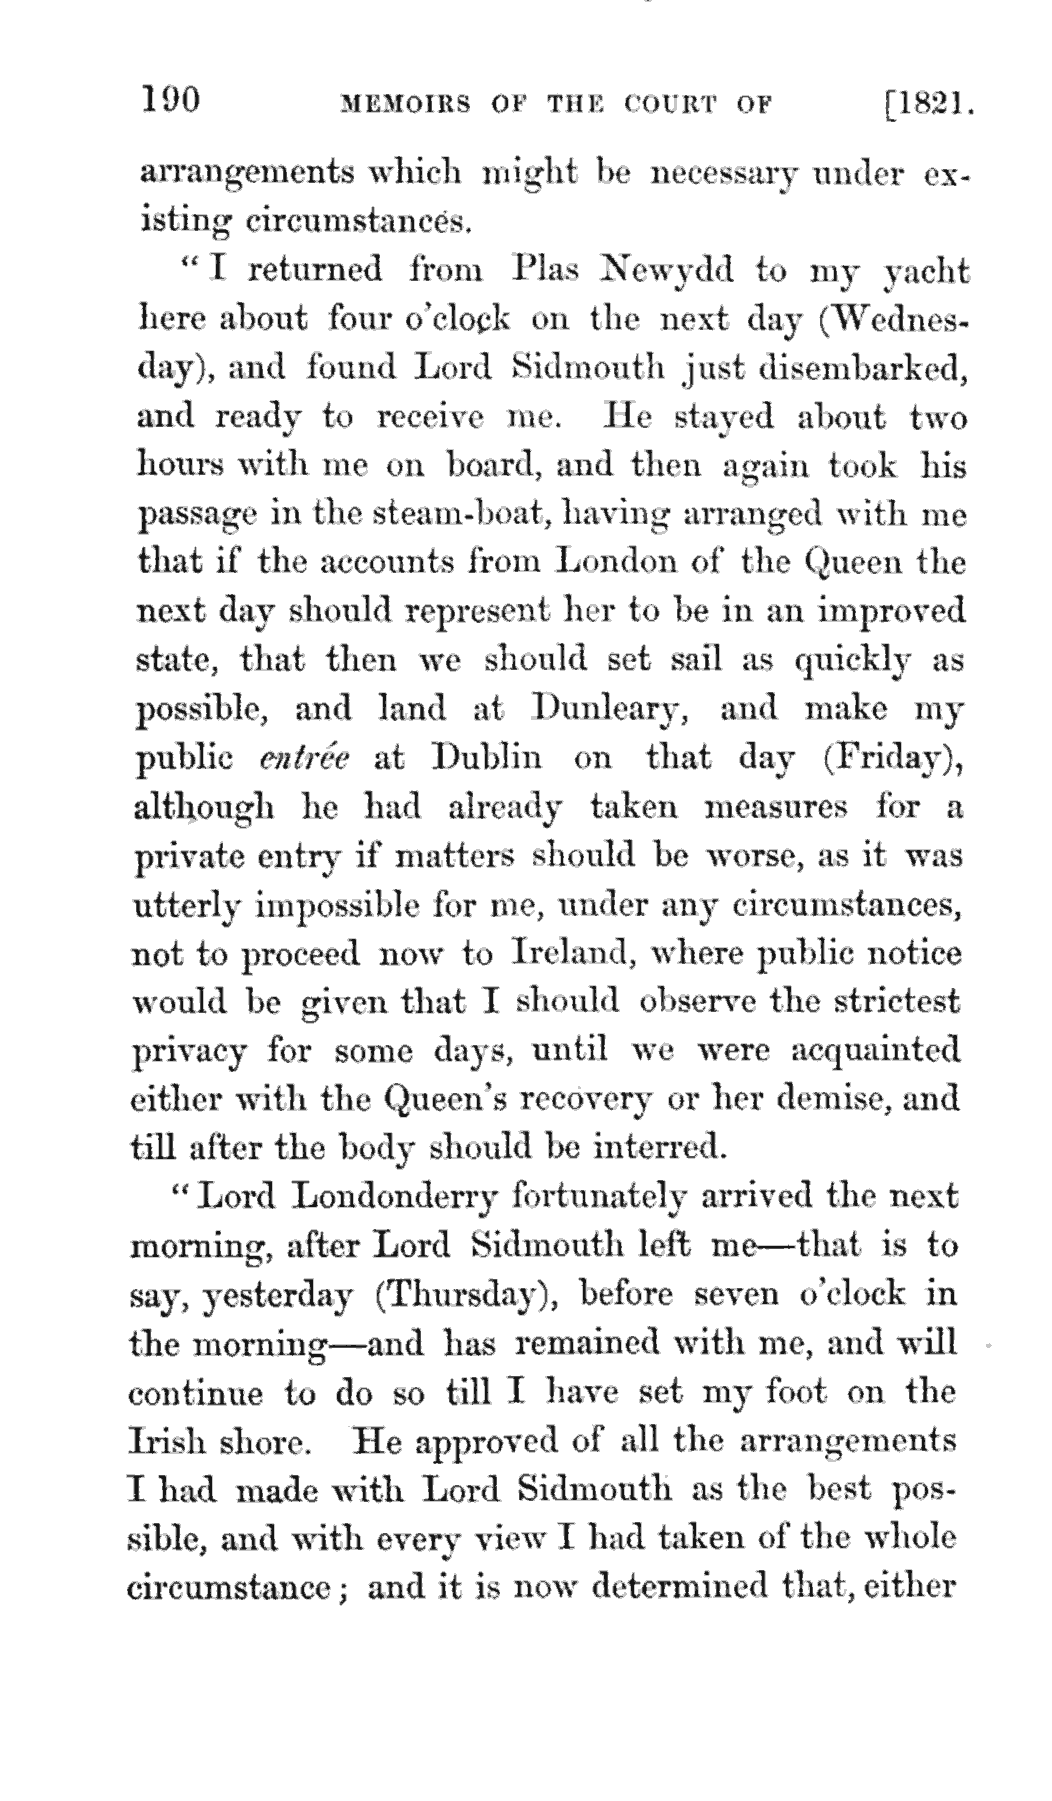 190 MEMOIRS OF THE COURT OF [1821.
arrangements which might be necessary under ex-
isting circumstances.
“ I returned from Plas Newydd to my yacht
here about four o’clock on the next day (Wednes-
day), and found Lord Sidmouth just disembarked,
and ready to receive me. He stayed about two
hours with me on board, and then again took his
passage in the steam-boat, having arranged with me
that if the accounts from London of the Queen the
next day should represent her to be in an improved
state, that then we should set sail as quickly as
possible, and land at Dunleary, and make my
public entrée at Dublin on that day (Friday),
although he had already taken measures for a
private entry if matters should be worse, as it was
utterly impossible for me, under any circumstances,
not to proceed now to Ireland, where public notice
would be given that I should observe the strictest
privacy for some days, until we were acquainted
either with the Queen’s recovery or her demise, and
till after the body should be interred.
“ Lord Londonderry fortunately arrived the next
morning, after Lord Sidmouth left me—that is to
say, yesterday (Thursday), before seven o’clock in
the morning—and has remained with me, and will
continue to do so till I have set my foot on the
Irish shore. He approved of all the arrangements
I had made with Lord Sidmouth as the best pos-
sible, and with every view I had taken of the whole
circumstance ; and it is now determined that, either